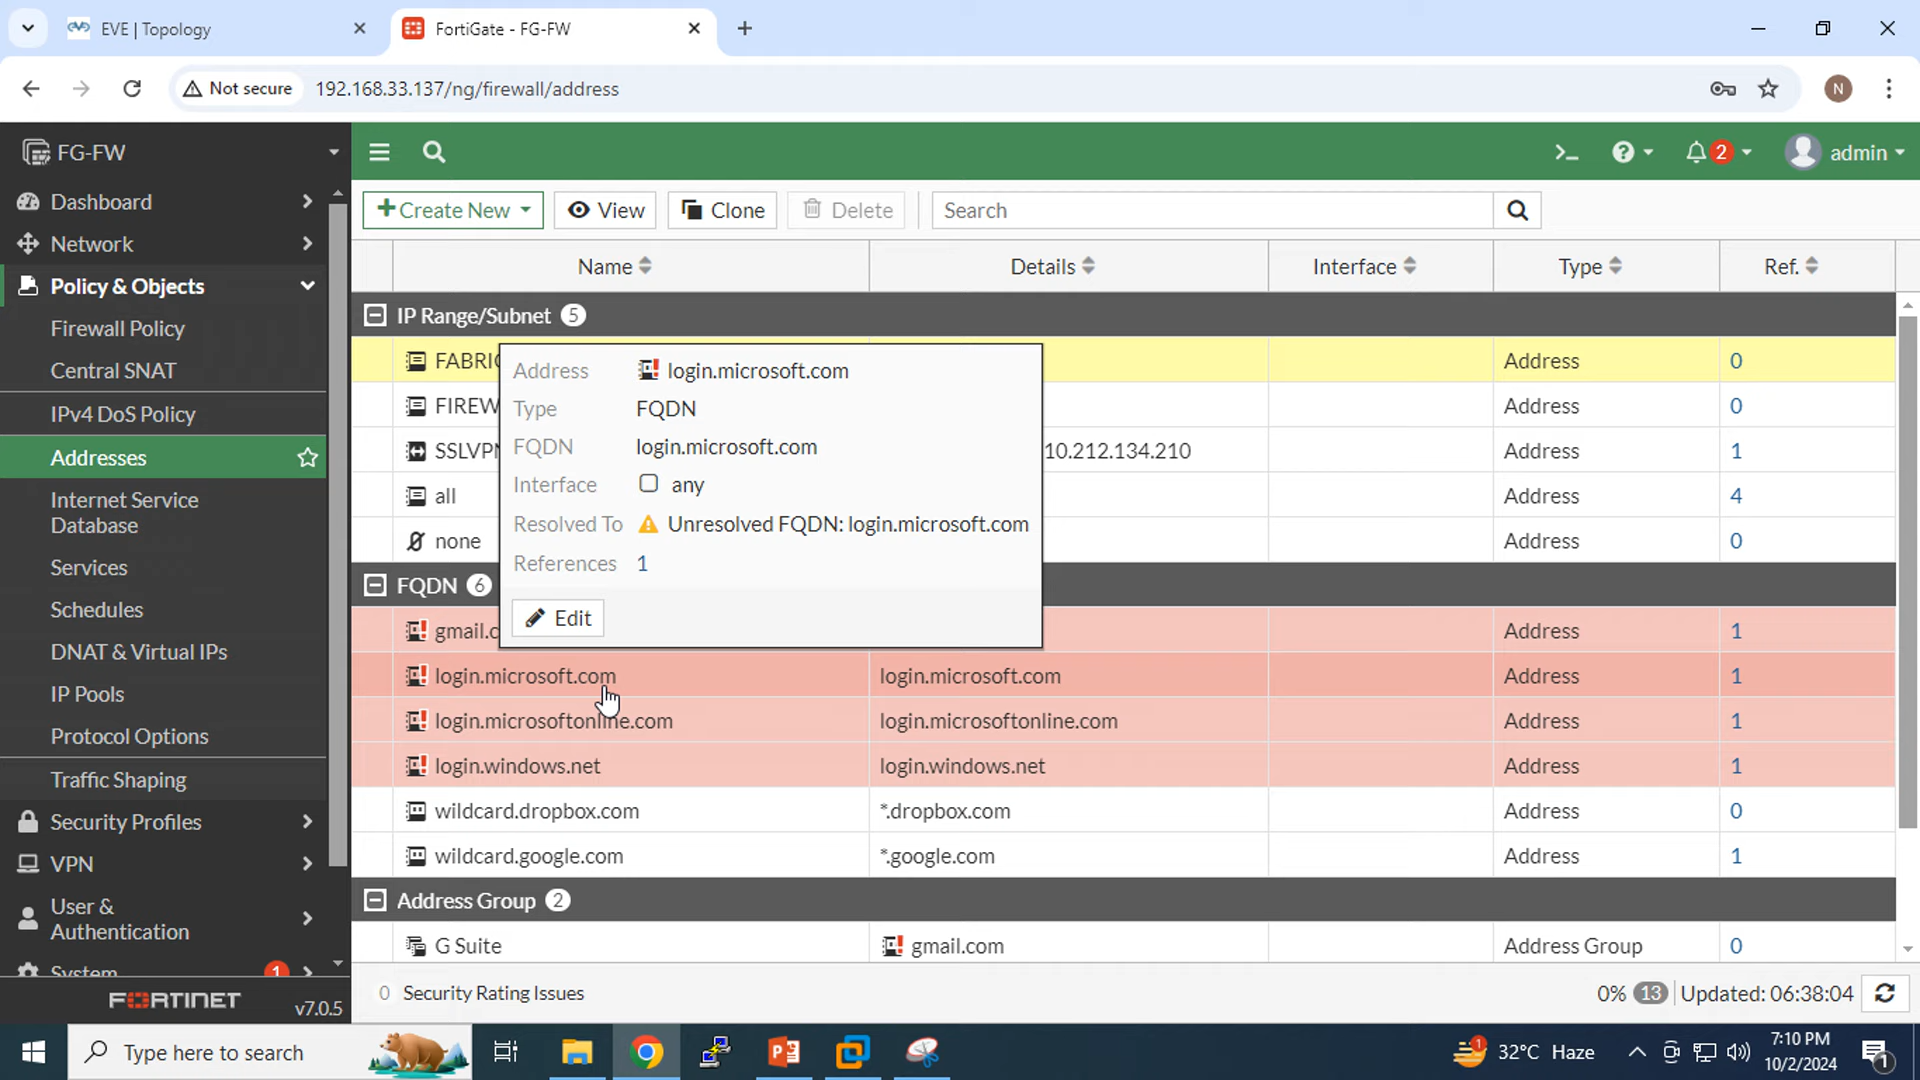 EVE | Topology
FortiGate - FG-FW
Not secure
192.168.33.137/ng/firewall/address
N
FG-FW
2
admin
Dashboard
Network
Policy & Objects
Firewall Policy
Central SNAT
IPv4 DoS Policy
Addresses
Internet Service
Database
Services
Schedules
DNAT & Virtual IPs
IP Pools
Protocol Options
Traffic Shaping
Security Profiles
VPN
User &
Authentication
System
1
FORTINET
v7.0.5
Create New
View
Clone
Delete
Search
Name
Details
Interface
Type
Ref.
IP Range/Subnet 5
FABRIC
Address
0
FIREW
Address
0
SSLVPN
10.212.134.210
Address
1
all
Address
4
none
Address
0
Address
login.microsoft.com
Type
FQDN
FQDN
login.microsoft.com
Interface
any
Resolved To
Unresolved FQDN: login.microsoft.com
References
1
Edit
FQDN 6
gmail.c
Address
1
login.microsoft.com
login.microsoft.com
Address
1
login.microsoftonline.com
login.microsoftonline.com
Address
1
login.windows.net
login.windows.net
Address
1
wildcard.dropbox.com
*.dropbox.com
Address
0
wildcard.google.com
*.google.com
Address
1
Address Group 2
G Suite
gmail.com
Address Group
0
0 Security Rating Issues
0% 13
Updated: 06:38:04
Type here to search
1
32°C Haze
7:10 PM
10/2/2024
1